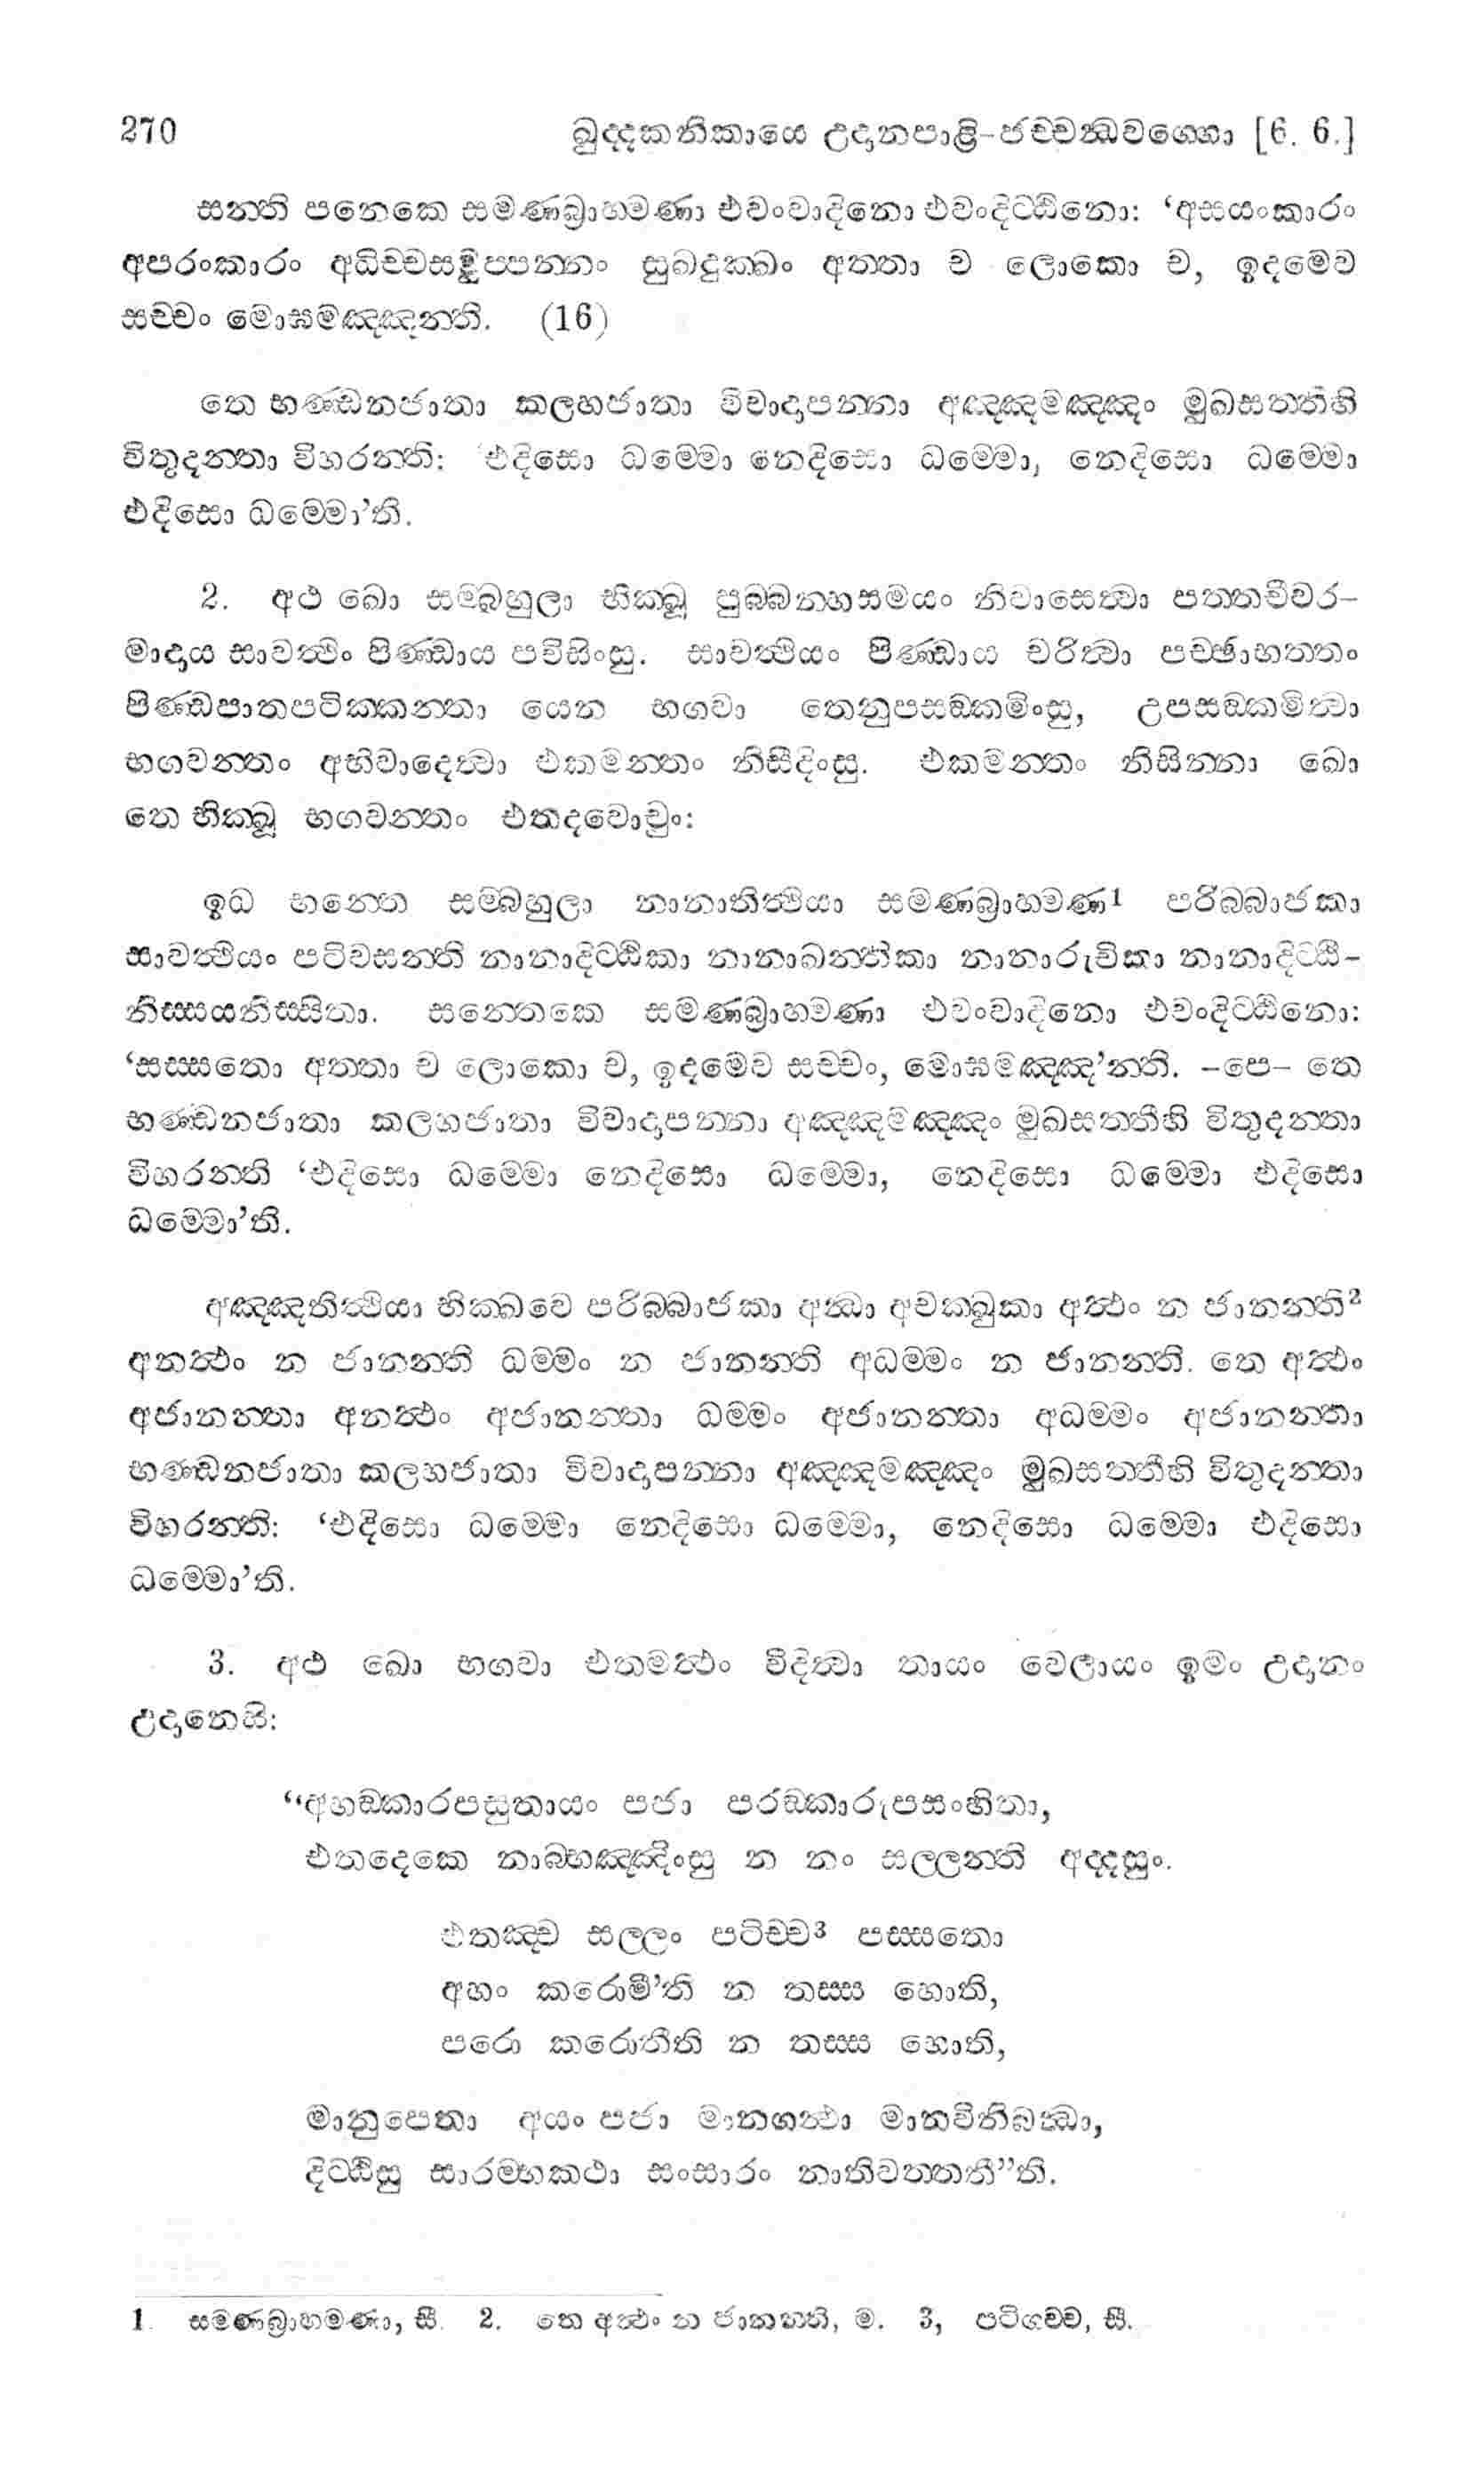 270 ඛුද්දකනිකායෙ උදානපාළි-ජච්චන්ධවග්ගො [6. 6.]
සන්ති පනෙකෙ සමණබ්‍රාහමණා එවංවාදිනො එවංදිට්ඨිනො: ‘අසයංකාරං
අපරංකාරං අධිච්චසමුප්පන්නං සුඛදුක්ඛං අත්තා ච ලොකො ච, ඉදමෙව
සච්චං මොඝමඤ්ඤන්ති. (16)
තෙ භණ්ඩනජාතා කලහජාතා විවාදාපන්නා අඤ්ඤමඤ්ඤං මුඛසත්තීහි
විතුදන්තා විහරන්ති: ‘එදිසො ධම්මො නෙදිසො ධම්මො, නෙදිසො ධම්මො
එදිසො ධම්මො’ති.
2. අථ ඛො සම්බහුලා භික්ඛූ පුබ්බන්හසමයං නිවාසෙත්වා පත්තචීවර-
මාදාය සාවත්ථිං පිණ්ඩාය පවිසිංසු. සාවත්ථියං පිණ්ඩාය චරිත්වා පච්ඡාභත්තං
පිණ්ඩපාතපටික්කන්තා යෙන භගවා තෙනුපසඞ්කමිංසු, උපසඞ්කමිත්වා
භගවන්තං අභිවාදෙත්වා එකමන්තං නිසීදිංසු. එකමන්තං නිසින්නා ඛො
තෙ භික්ඛූ භගවන්තං එතදවොචුං:
ඉධ භන්තෙ සම්බහුලා නානාතිත්ථියා සමණබ්‍රාහමණ1 පරිබ්බාජකා
සාවත්ථියං පටිවසන්ති නානාදිට්ඨිකා නානාඛන්තිකා නානාරුචිකා නානාදිට්ඨි-
නිස්සයනිස්සිතා. සන්තෙකෙ සමණබ්‍රාහමණා එවංවාදිනො එවංදිට්ඨිනො:
‘සස්සතො අත්තා ච ලොකො ච, ඉදමෙව සච්චං, මොඝමඤ්ඤ’න්ති. -පෙ- තෙ
භණ්ඩනජාතා කලහජාතා විවාදාපන්නා අඤ්ඤමඤ්ඤං මුඛසත්තීහි විතුදන්තා
විහරන්ති ‘එදිසො ධම්මො නෙදිසො ධම්මො, නෙදිසො ධම්මො එදිසො
ධම්මො’ති.
අඤ්ඤතිත්ථියා භික්ඛවෙ පරිබ්බාජකා අන්ධා අචක්ඛුකා අත්ථං න ජානන්ති2
අනත්ථං න ජානන්ති ධම්මං න ජානන්ති අධම්මං න ජානන්ති. තෙ අත්ථං
අජානන්තා අනත්ථං අජානන්තා ධම්මං අජානන්තා අධම්මං අජානන්තා
භණ්ඩනජාතා කලහජාතා විවාදාපන්නා අඤ්ඤමඤ්ඤං මුඛසත්තීහි විතුදන්තා
විහරන්ති: ‘එදිසො ධම්මො නෙදිසො ධම්මො, නෙදිසො ධම්මො එදිසො
ධම්මො’ති.
3. අථ ඛො භගවා එතමත්ථං විදිත්වා තායං වෙලායං ඉමං උදානං
උදානෙසි:
“අහඞ්කාරපසුතායං පජා පරඞ්කාරුපසංහිතා,
එතදෙකෙ නාබ්භඤ්ඤිංසු න නං සල්ලන්ති අද්දසුං.
එතඤ්ච සල්ලං පටිච්ච3 පස්සතො
අහං කරොමී’ති න තස්ස හොති,
පරො කරොතීති න තස්ස හොති,
මානුපෙතා අයං පජා මානගත්ථා මානවිනිබන්ධා,
දිට්ඨිසු සාරම්භකථා සංසාරං නාතිවත්තතී”ති.
1. සමණබ්‍රාහමණා, සී. 2. තෙ අත්ථං න ජානන්ති, ම. 3, පටිගච්ච, සී.